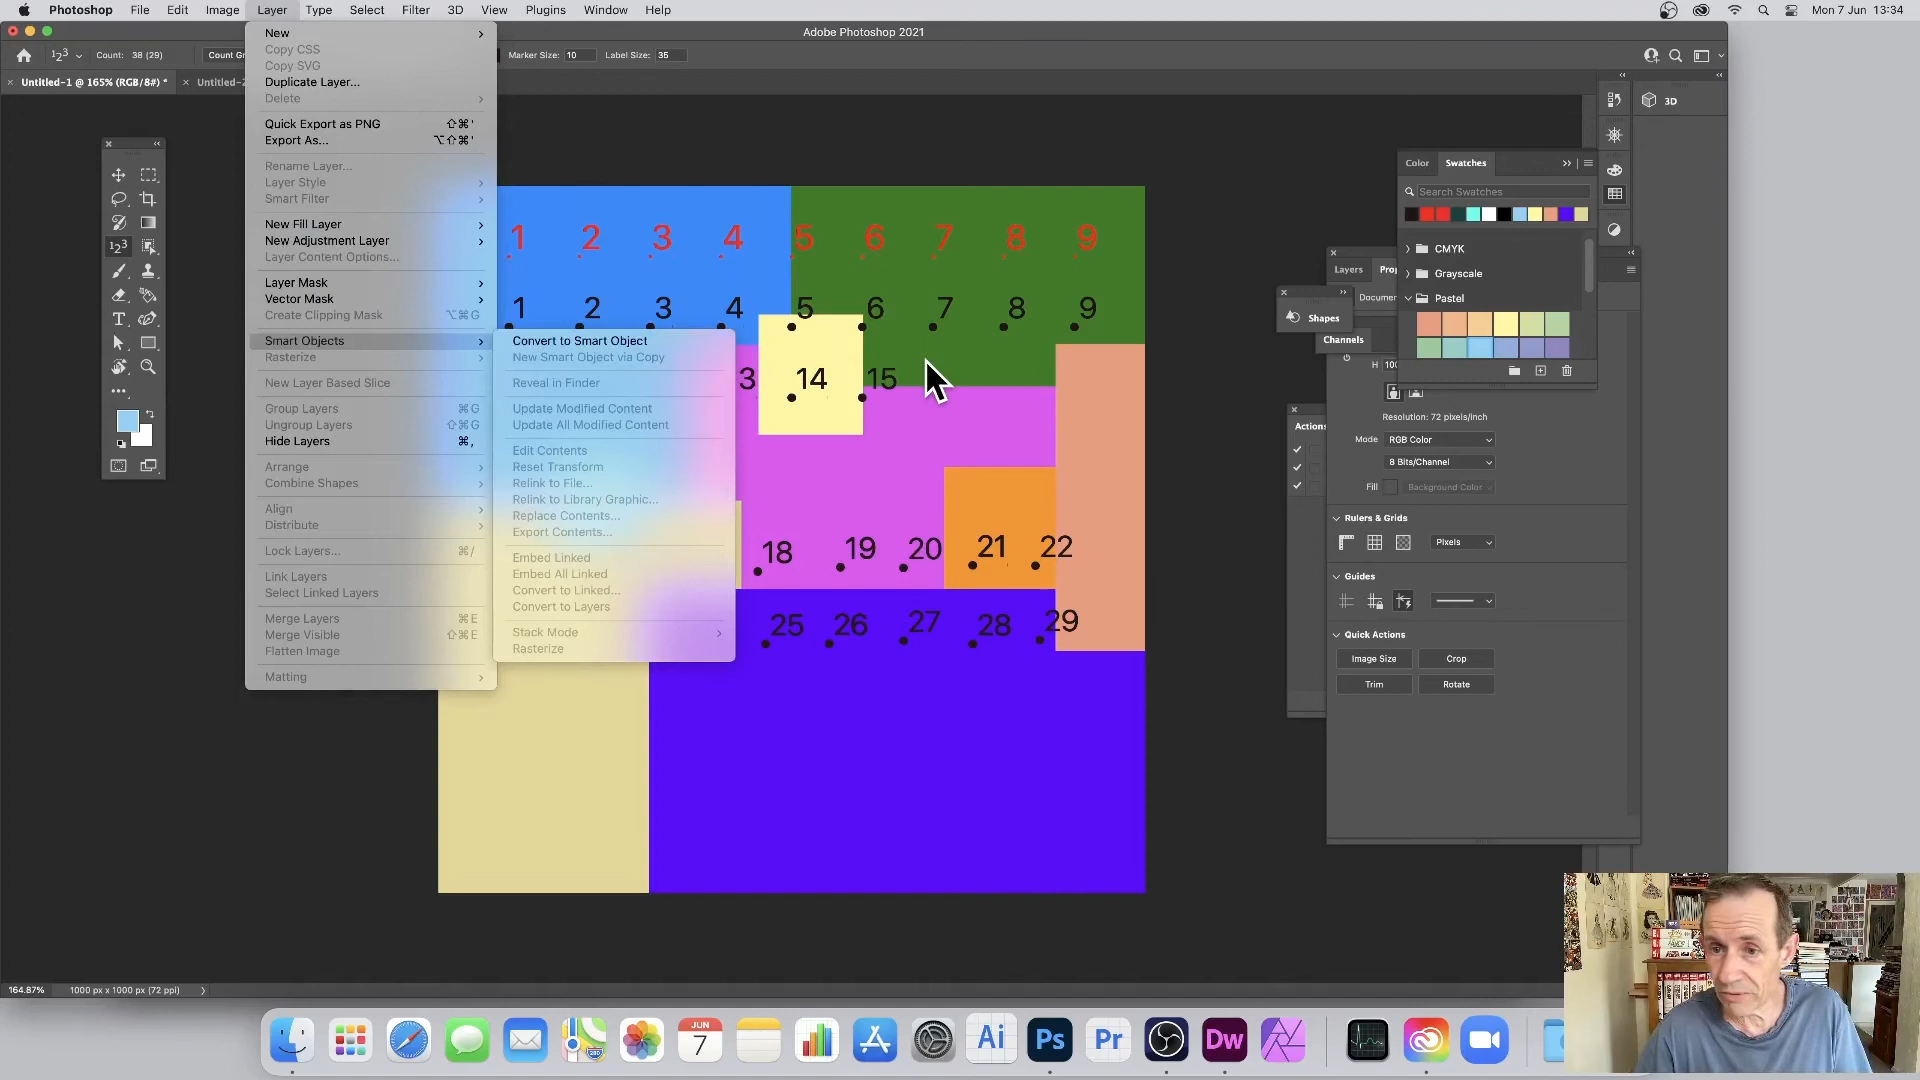 Photoshop File Edit Image Layer Type Select Filter 3D View Plugins Window Help Mon 7 Jun 13:34
Adobe Photoshop 2021
Count: 38 (29) Count Gr Marker Size: 10 Label Size: 35
Untitled-1 @ 165% (RGB/8#) * Untitled-2
New
Copy CSS
Copy SVG
Duplicate Layer...
Delete
Quick Export as PNG ⇧⌘'
Export As... ⌥⇧⌘'
Rename Layer...
Layer Style
Smart Filter
New Fill Layer
New Adjustment Layer
Layer Content Options...
Layer Mask
Vector Mask
Create Clipping Mask ⌥⌘G
Smart Objects
Rasterize
New Layer Based Slice
Group Layers ⌘G
Ungroup Layers ⇧⌘G
Hide Layers ⌘,
Arrange
Combine Shapes
Align
Distribute
Lock Layers... ⌘/
Link Layers
Select Linked Layers
Merge Layers ⌘E
Merge Visible ⇧⌘E
Flatten Image
Matting
Convert to Smart Object
New Smart Object via Copy
Reveal in Finder
Update Modified Content
Update All Modified Content
Edit Contents
Reset Transform
Relink to File...
Relink to Library Graphic...
Replace Contents...
Export Contents...
Embed Linked
Embed All Linked
Convert to Linked...
Convert to Layers
Stack Mode
Rasterize
1 2 3 4 5 6 7 8 9
1 2 3 4 5 6 7 8 9
3 14 15
18 19 20 21 22
25 26 27 28 29
3D
Color Swatches
Search Swatches
CMYK
Grayscale
Pastel
Layers Prop
Documen
Shapes
Channels
H 100
Actions
Resolution: 72 pixels/inch
Mode RGB Color
8 Bits/Channel
Fill Background Color
Rulers & Grids
Pixels
Guides
Quick Actions
Image Size Crop
Trim Rotate
164.87% 1000 px x 1000 px (72 ppi)
JUN
7
280
Ai Ps Pr Dw